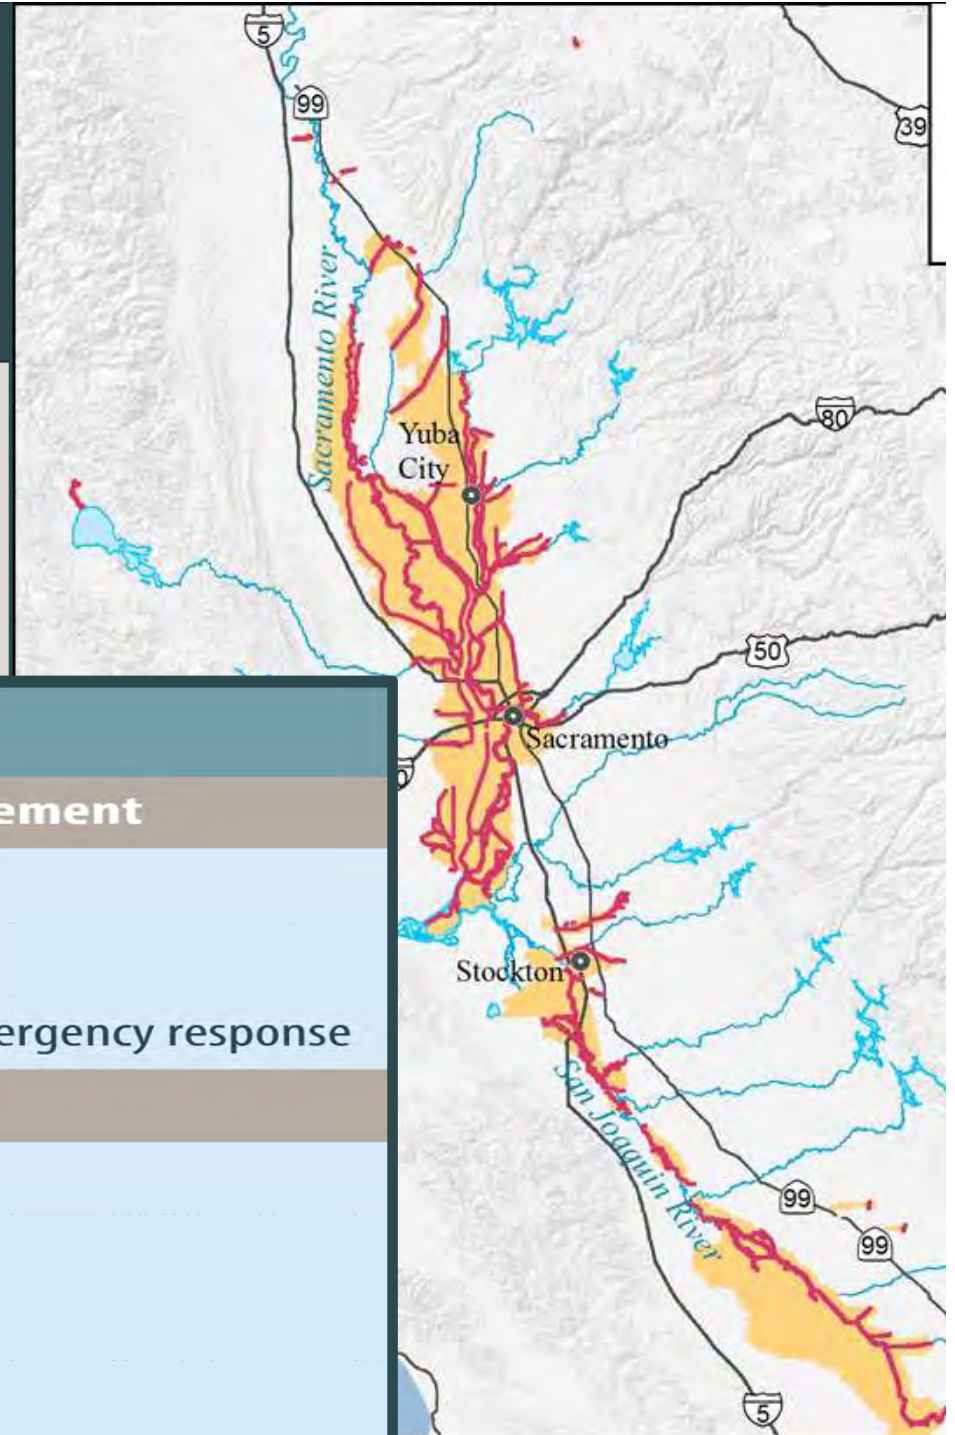 5
99
39
Sacramento River
Yuba
City
80
50
Sacramento
0
ement
Stockton
ergency response
San Joaquin River
99
99
5